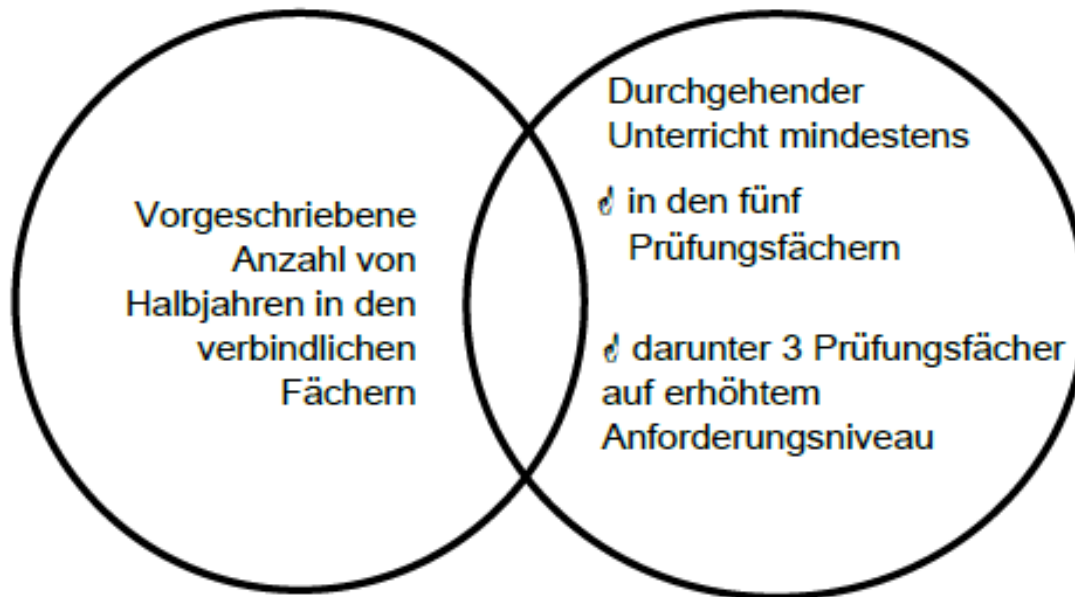 Vorgeschriebene
Anzahl von
Halbjahren in den
verbindlichen
Fächern
Durchgehender
Unterricht mindestens
☝ in den fünf
Prüfungsfächern
☝ darunter 3 Prüfungsfächer
auf erhöhtem
Anforderungsniveau